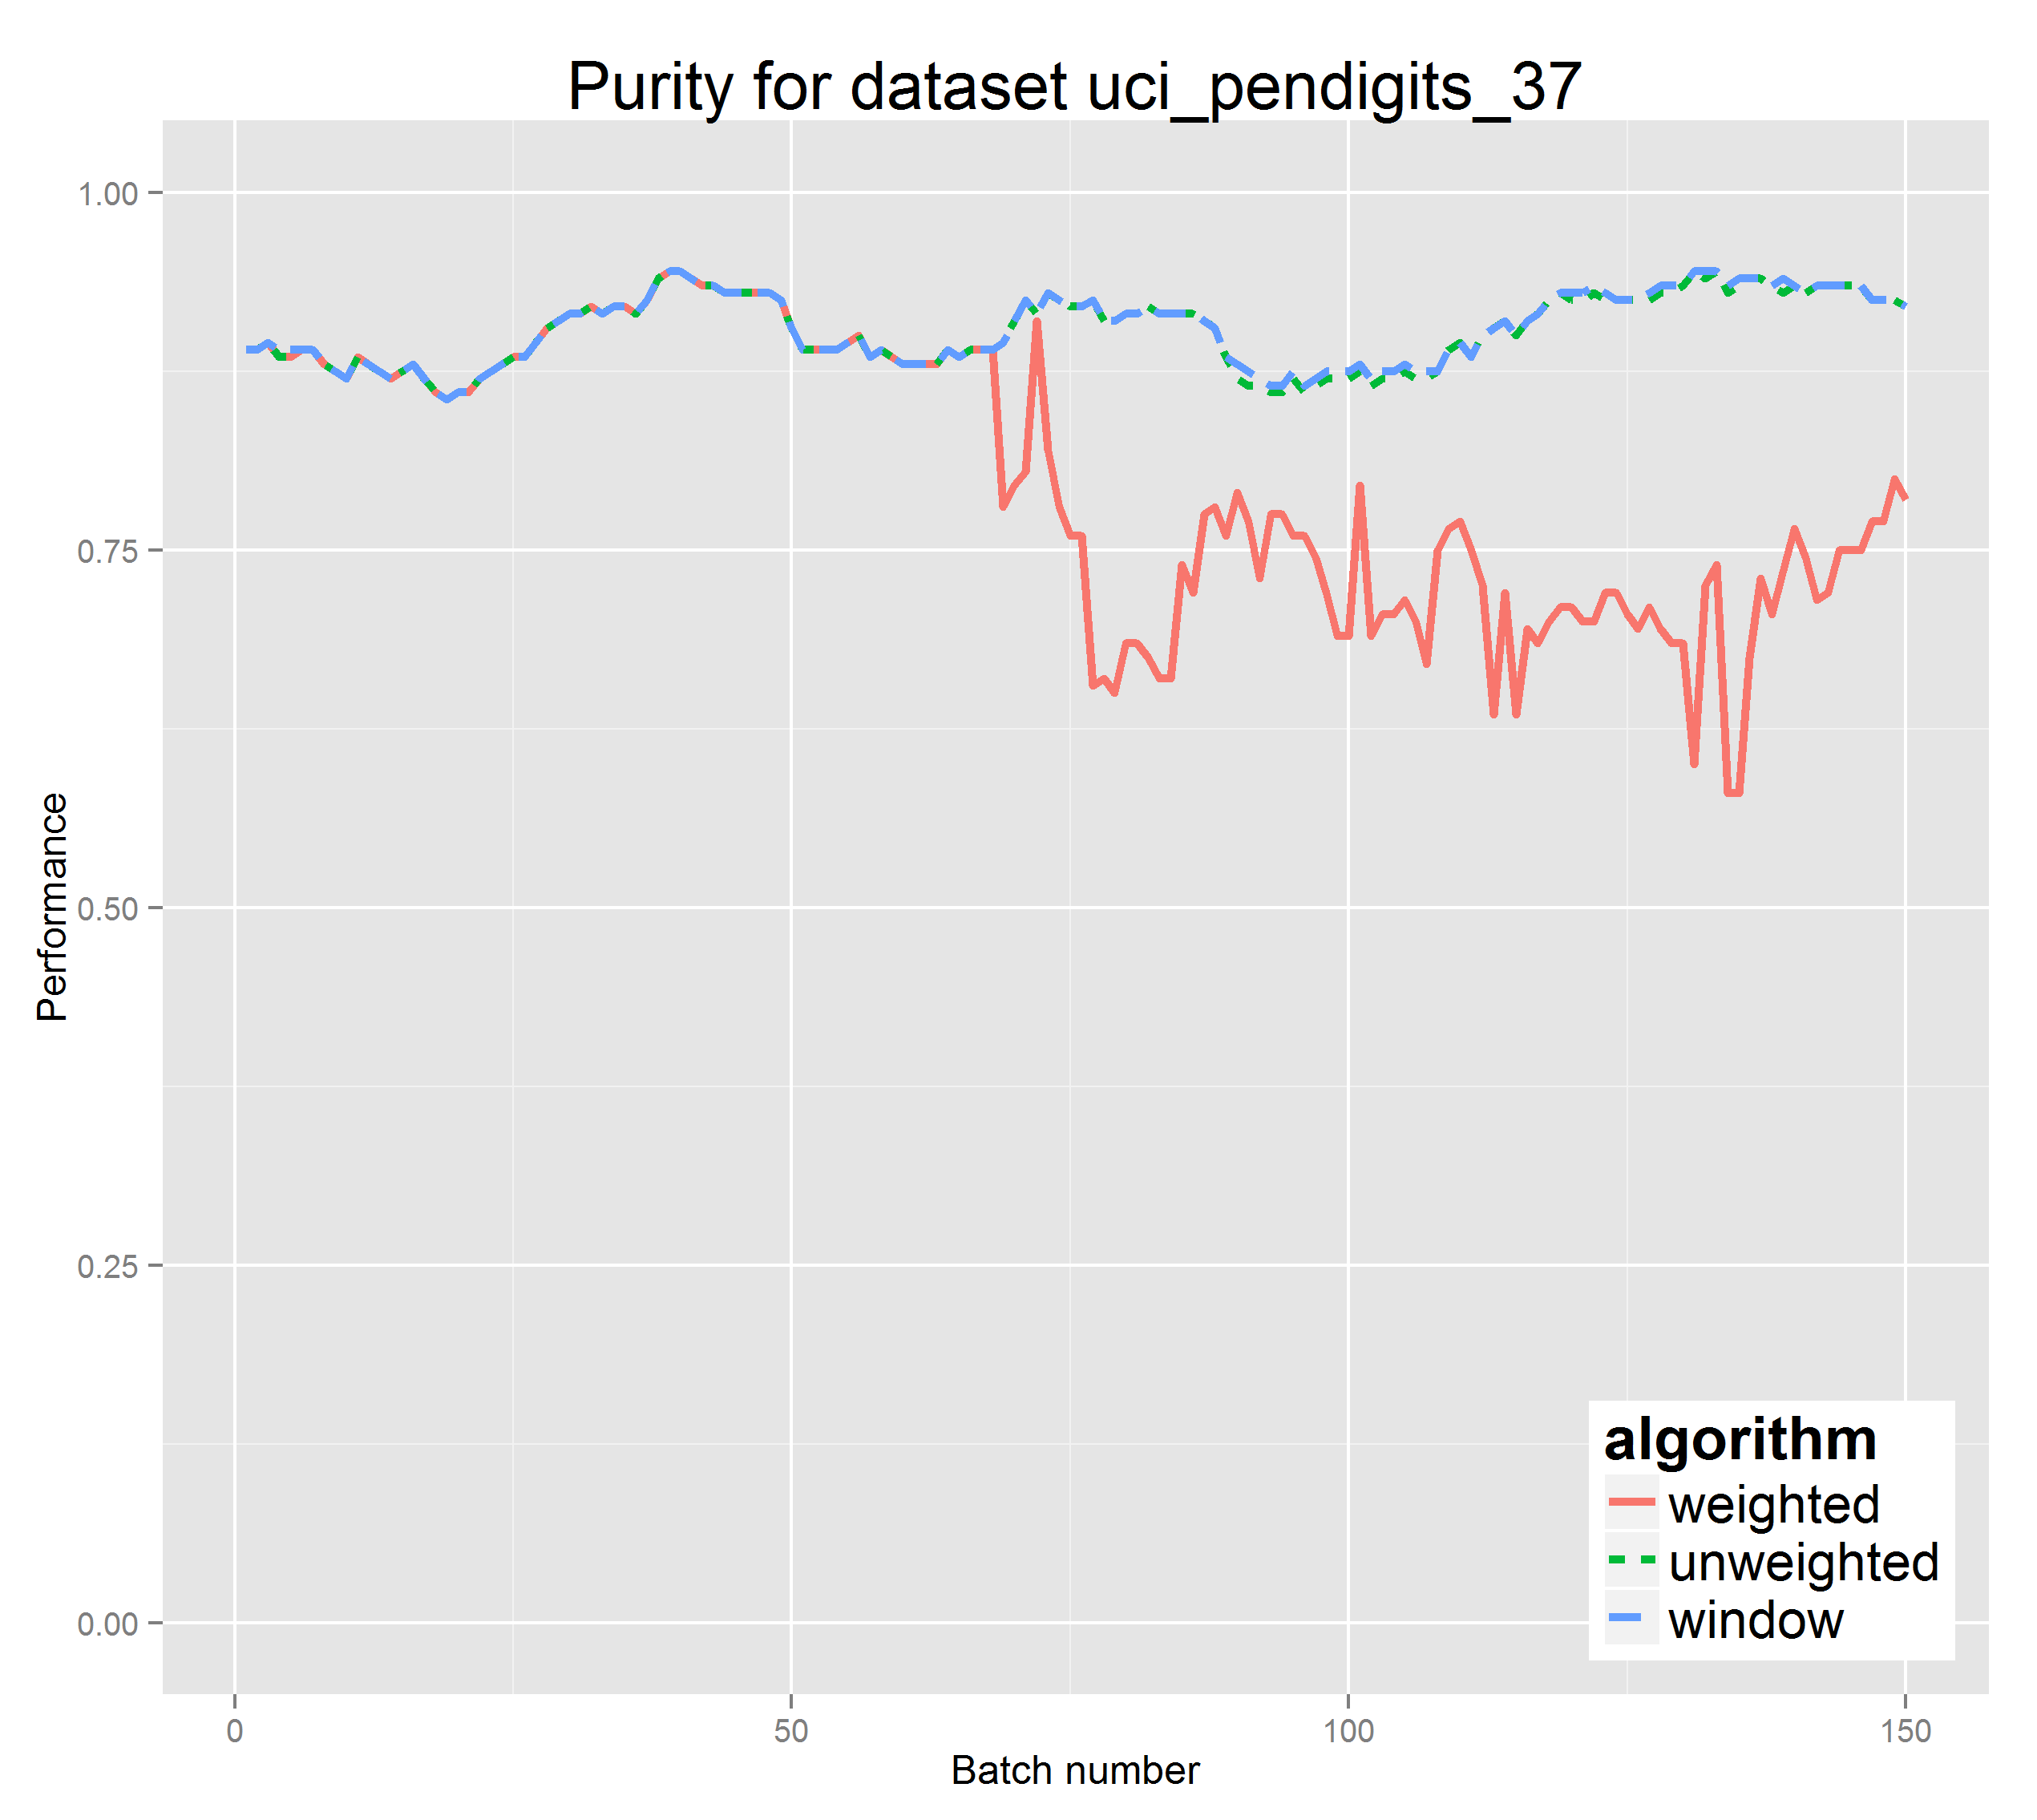 Purity for dataset uci_pendigits_37
1.00
0.75
0.50
0.25
0.00
Performance
0
50
100
150
Batch number
algorithm
weighted
unweighted
window